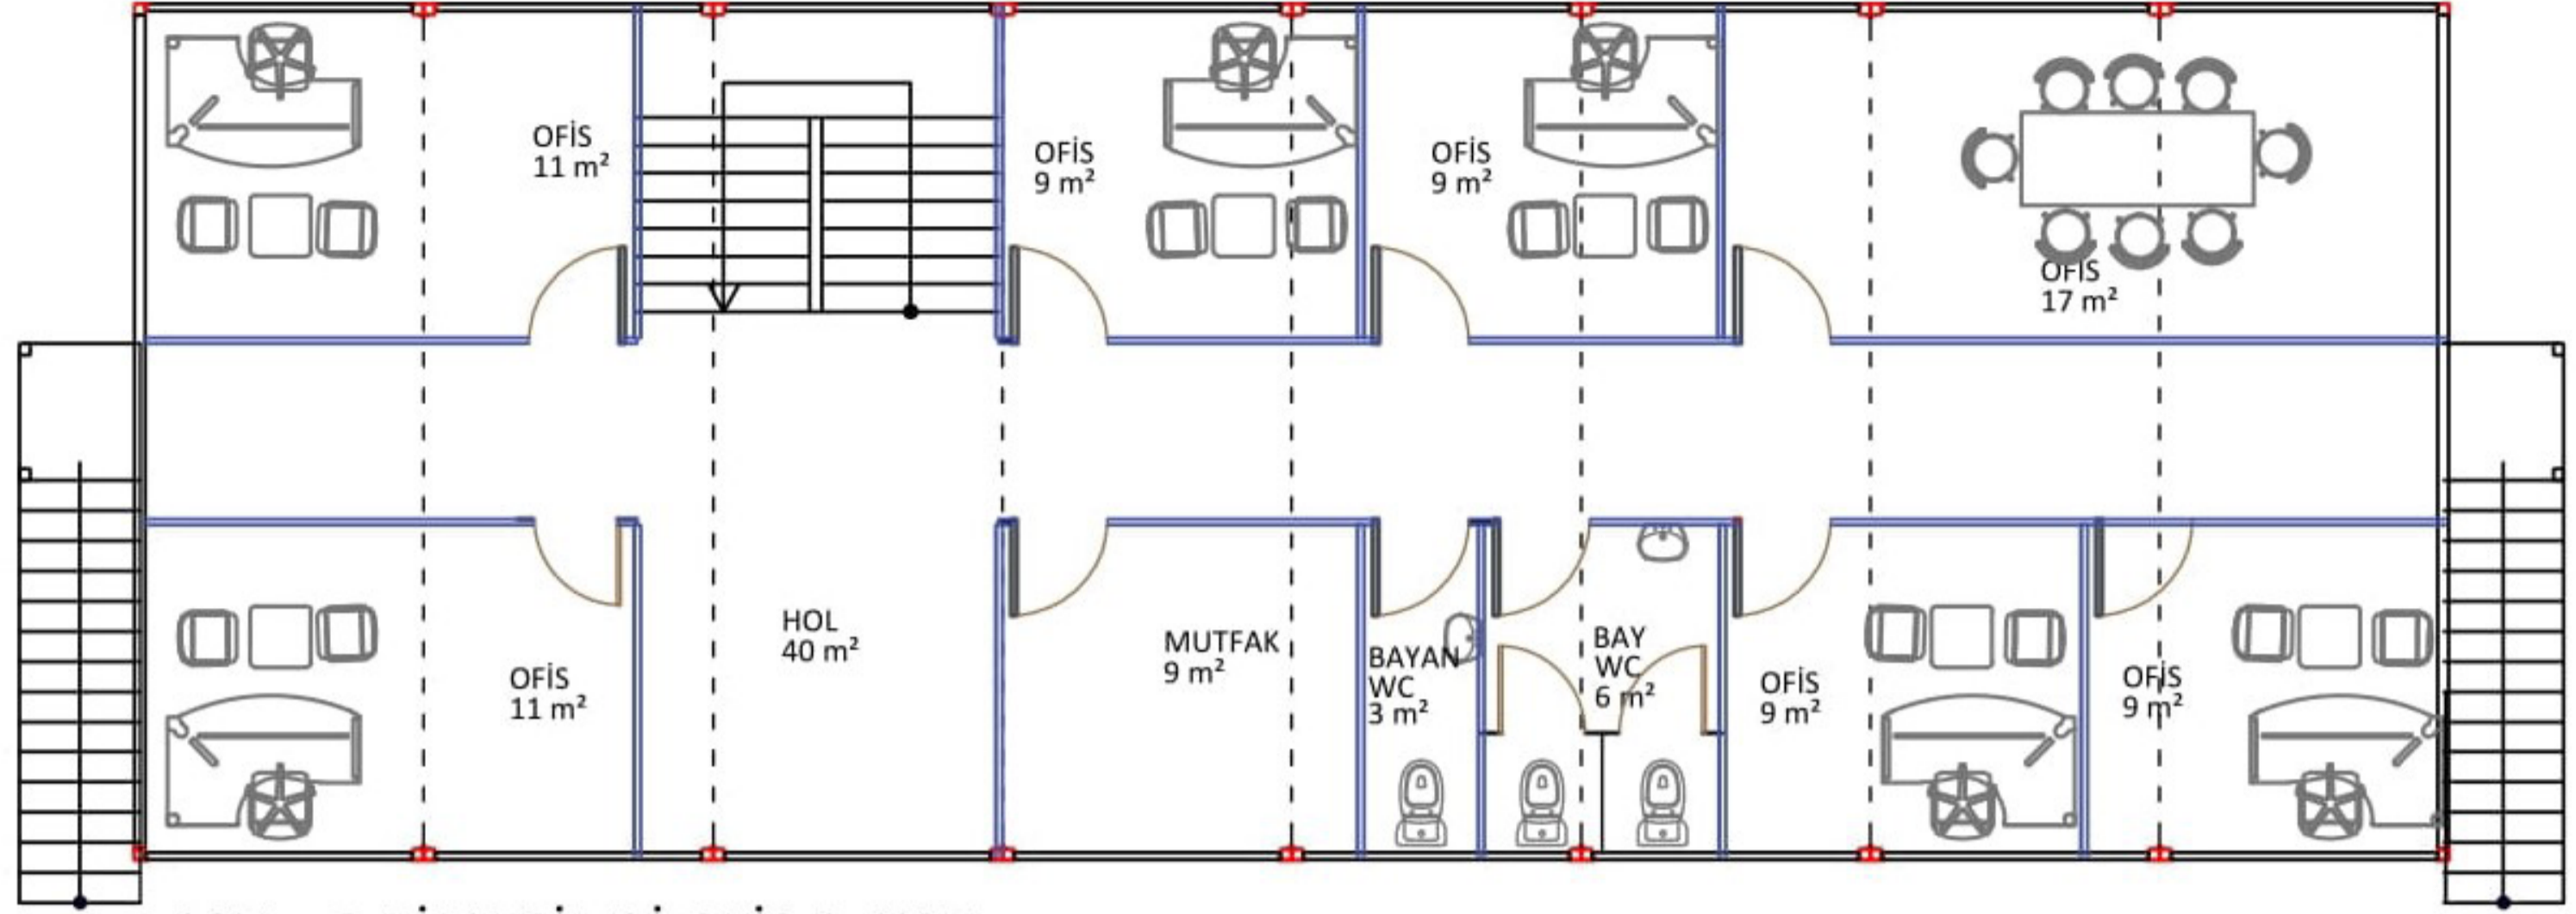 OFİS
11 m²
OFİS
9 m²
OFİS
9 m²
OFİS
17 m²
OFİS
11 m²
HOL
40 m²
MUTFAK
9 m²
BAYAN
WC
3 m²
BAY
WC
6 m²
OFİS
9 m²
OFİS
9 m²